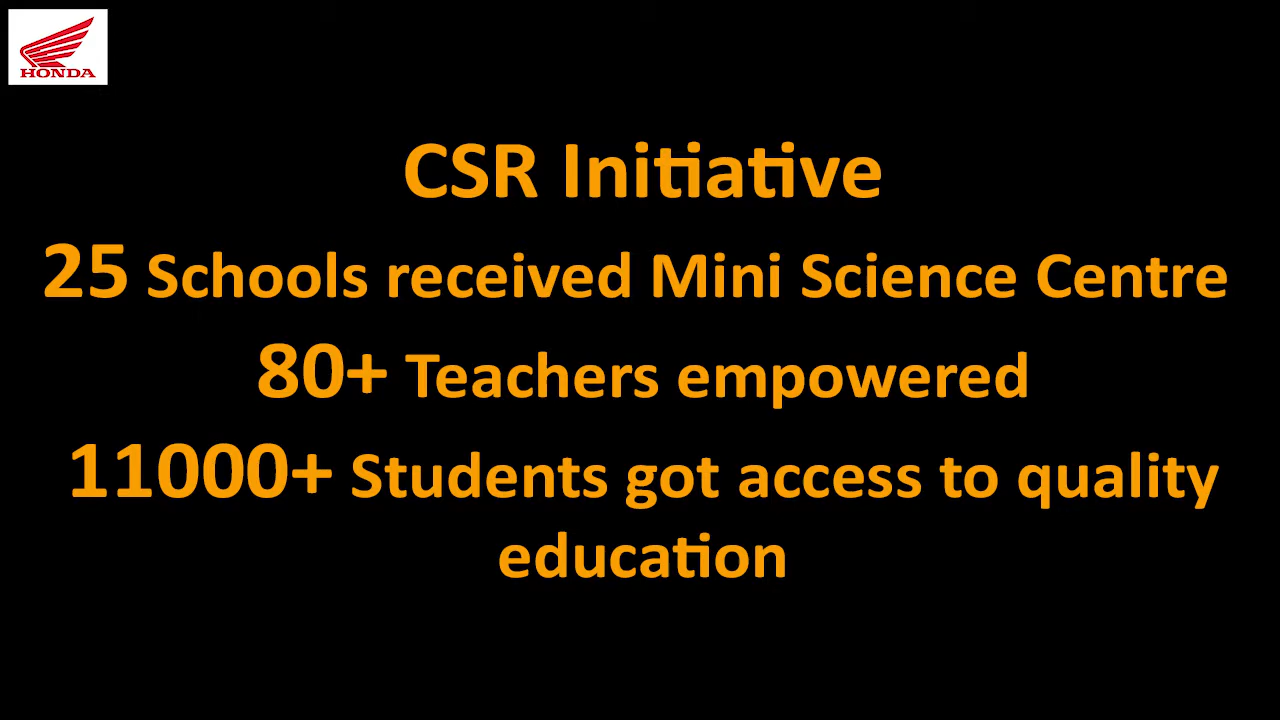 HONDA
CSR Initiative
25 Schools received Mini Science Centre
80+ Teachers empowered
11000+ Students got access to quality
education